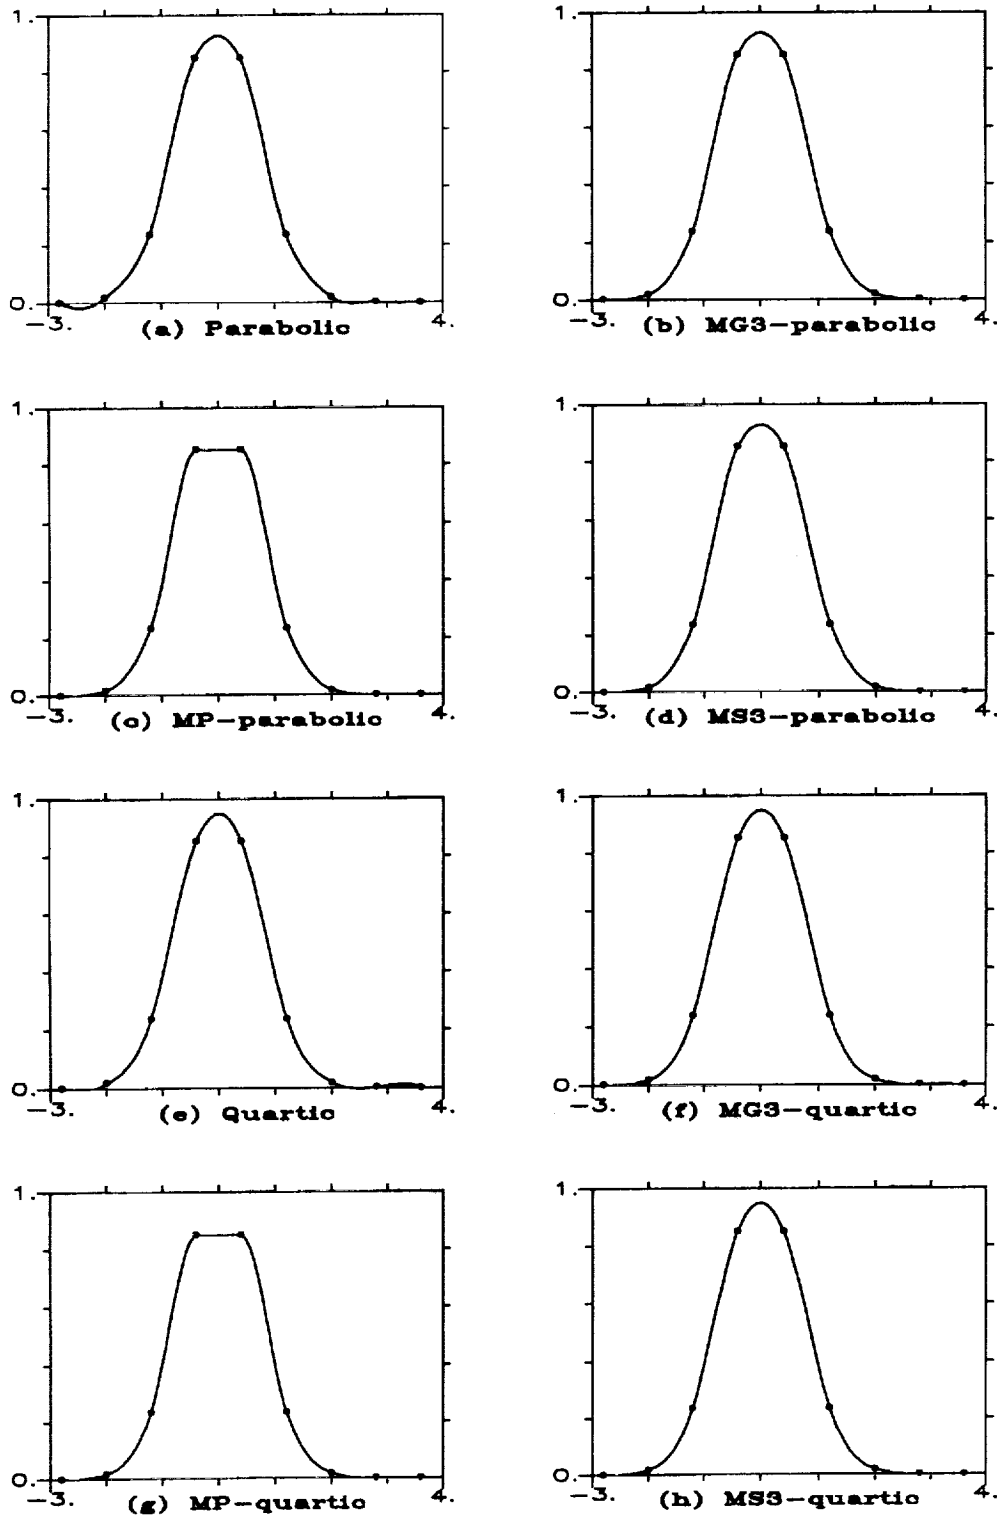 1. 1.
0. 0.
-3. 4. -3. 4.
(a) Parabolic (b) MG3-parabolic
1. 1.
0. 0.
-3. 4. -3. 4.
(c) MP-parabolic (d) MS3-parabolic
1. 1.
0. 0.
-3. 4. -3. 4.
(e) Quartic (f) MG3-quartic
1. 1.
0. 0.
-3. 4. -3. 4.
(g) MP-quartic (h) MS3-quartic